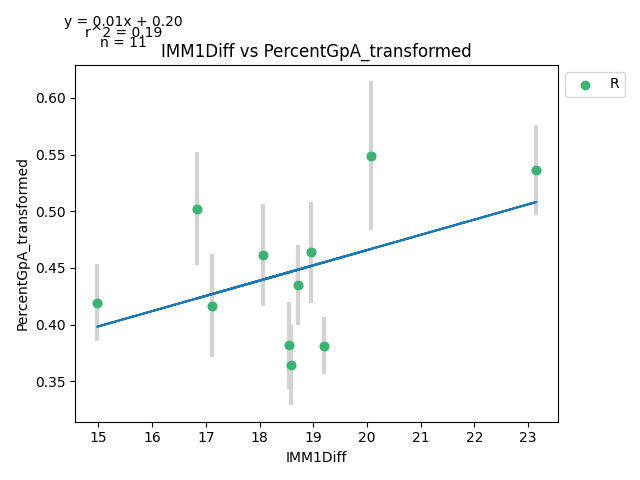 y = 0.01x + 0.20
r^2 = 0.19
n = 11
IMM1Diff vs PercentGpA_transformed
R
PercentGpA_transformed
0.60
0.55
0.50
0.45
0.40
0.35
15 16 17 18 19 20 21 22 23
IMM1Diff